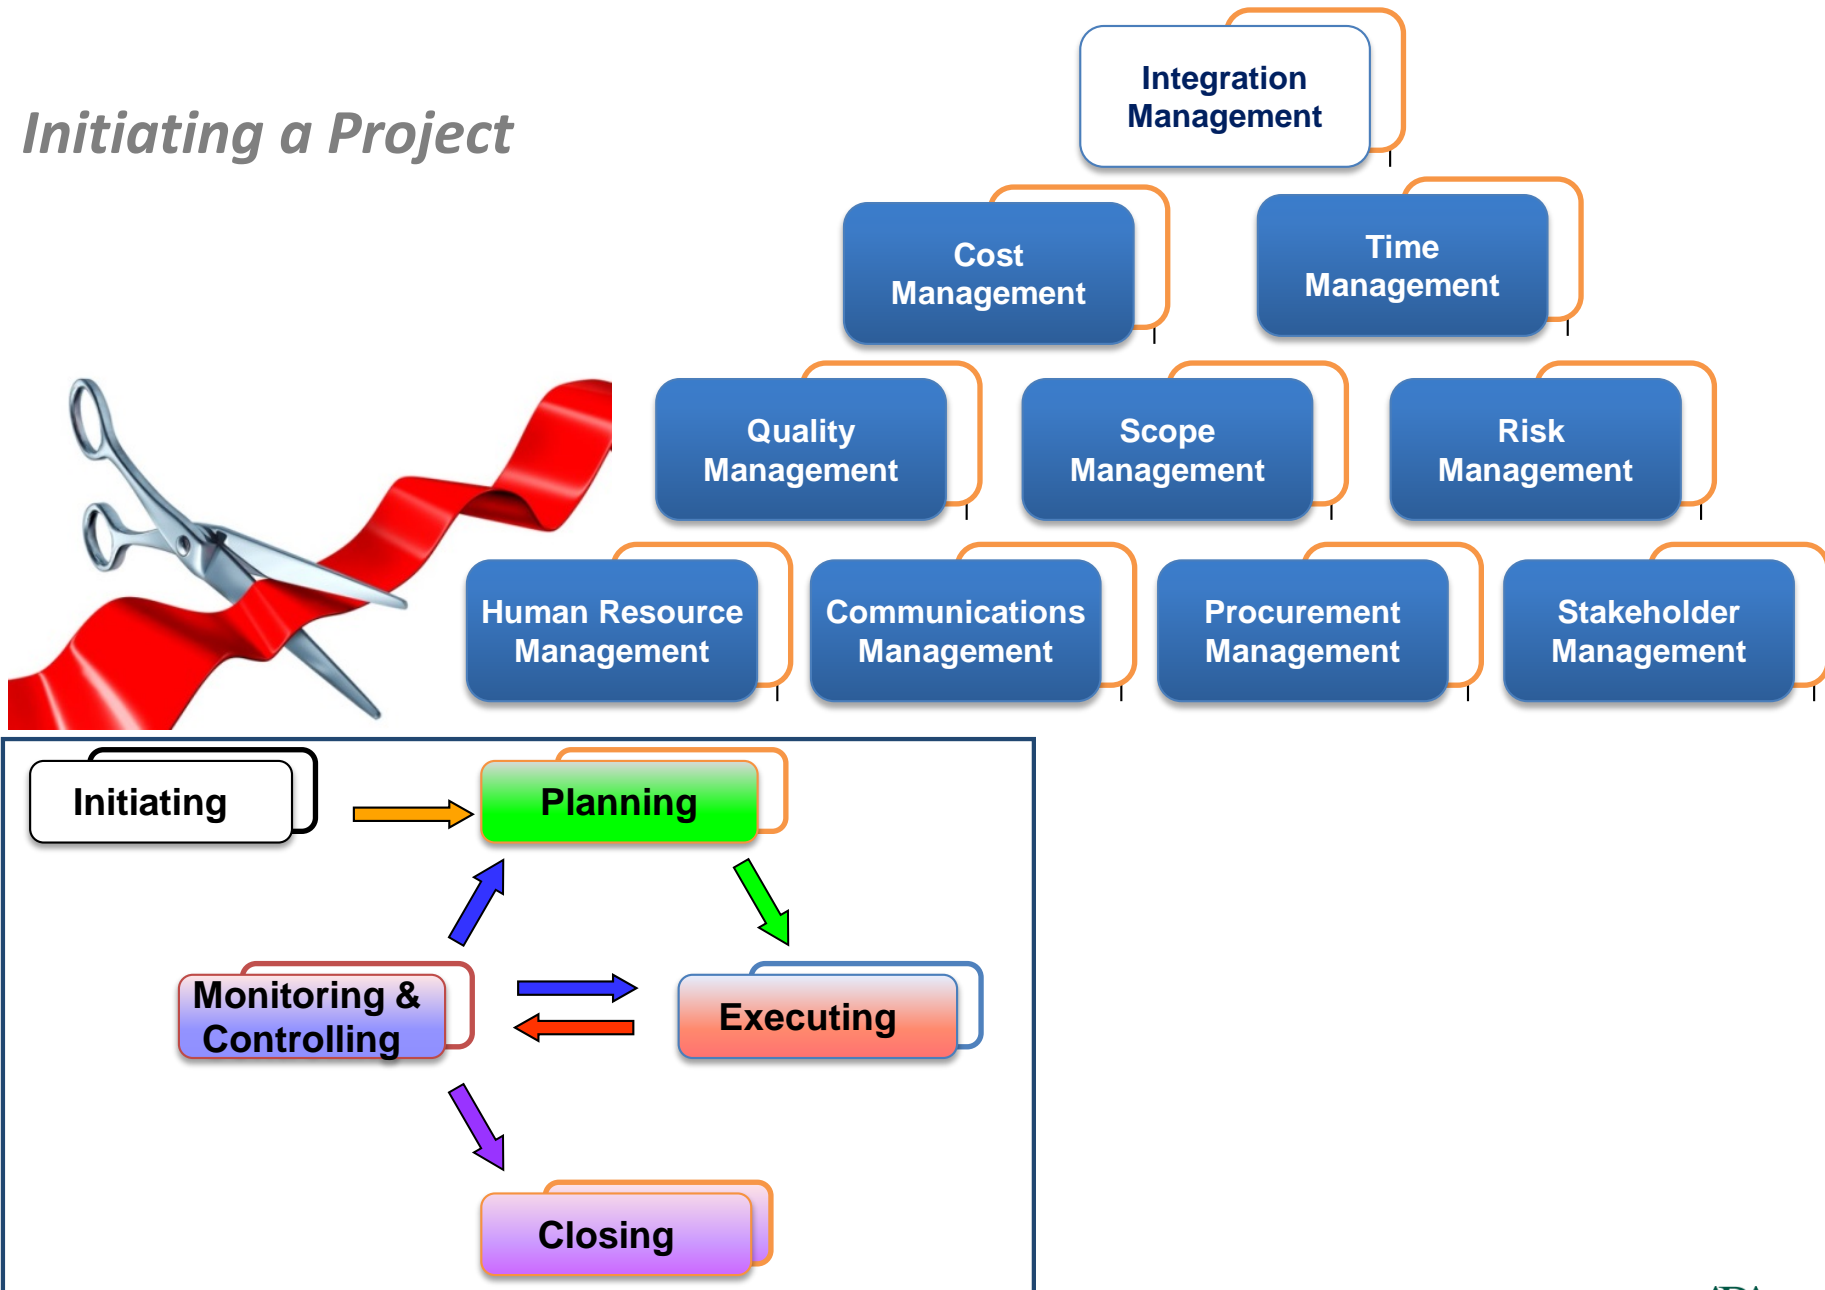 Initiating a Project
Integration
Management
Cost
Management
Time
Management
Quality
Management
Scope
Management
Risk
Management
Human Resource
Management
Communications
Management
Procurement
Management
Stakeholder
Management
Initiating
Planning
Monitoring &
Controlling
Executing
Closing